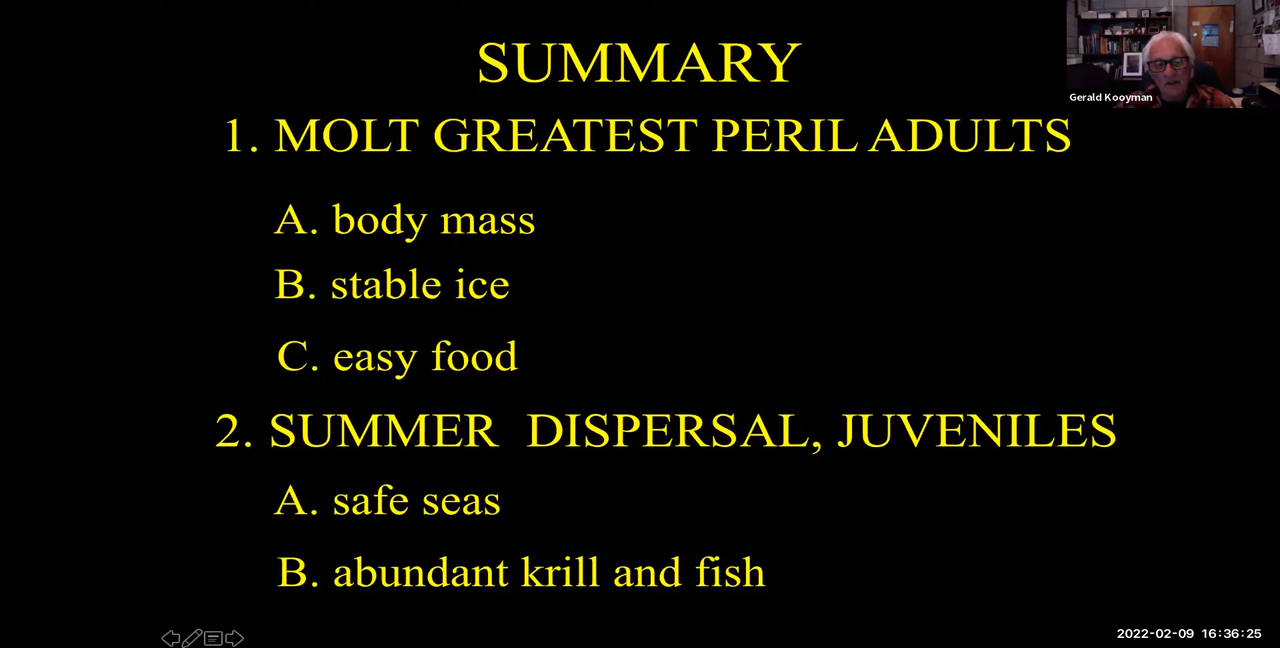 SUMMARY
Gerald Kooyman
1. MOLT GREATEST PERIL ADULTS
A. body mass
B. stable ice
C. easy food
2. SUMMER DISPERSAL, JUVENILES
A. safe seas
B. abundant krill and fish
2022-02-09 16:36:25